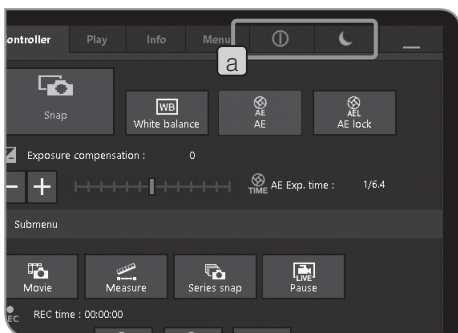 ontroller Play Info Menu
a
Snap
WB
White balance
AE
AE
AEL
AE lock
Exposure compensation : 0
TIME AE Exp. time : 1/6.4
Submenu
Movie
Measure
Series snap
LIVE
Pause
EC REC time : 00:00:00